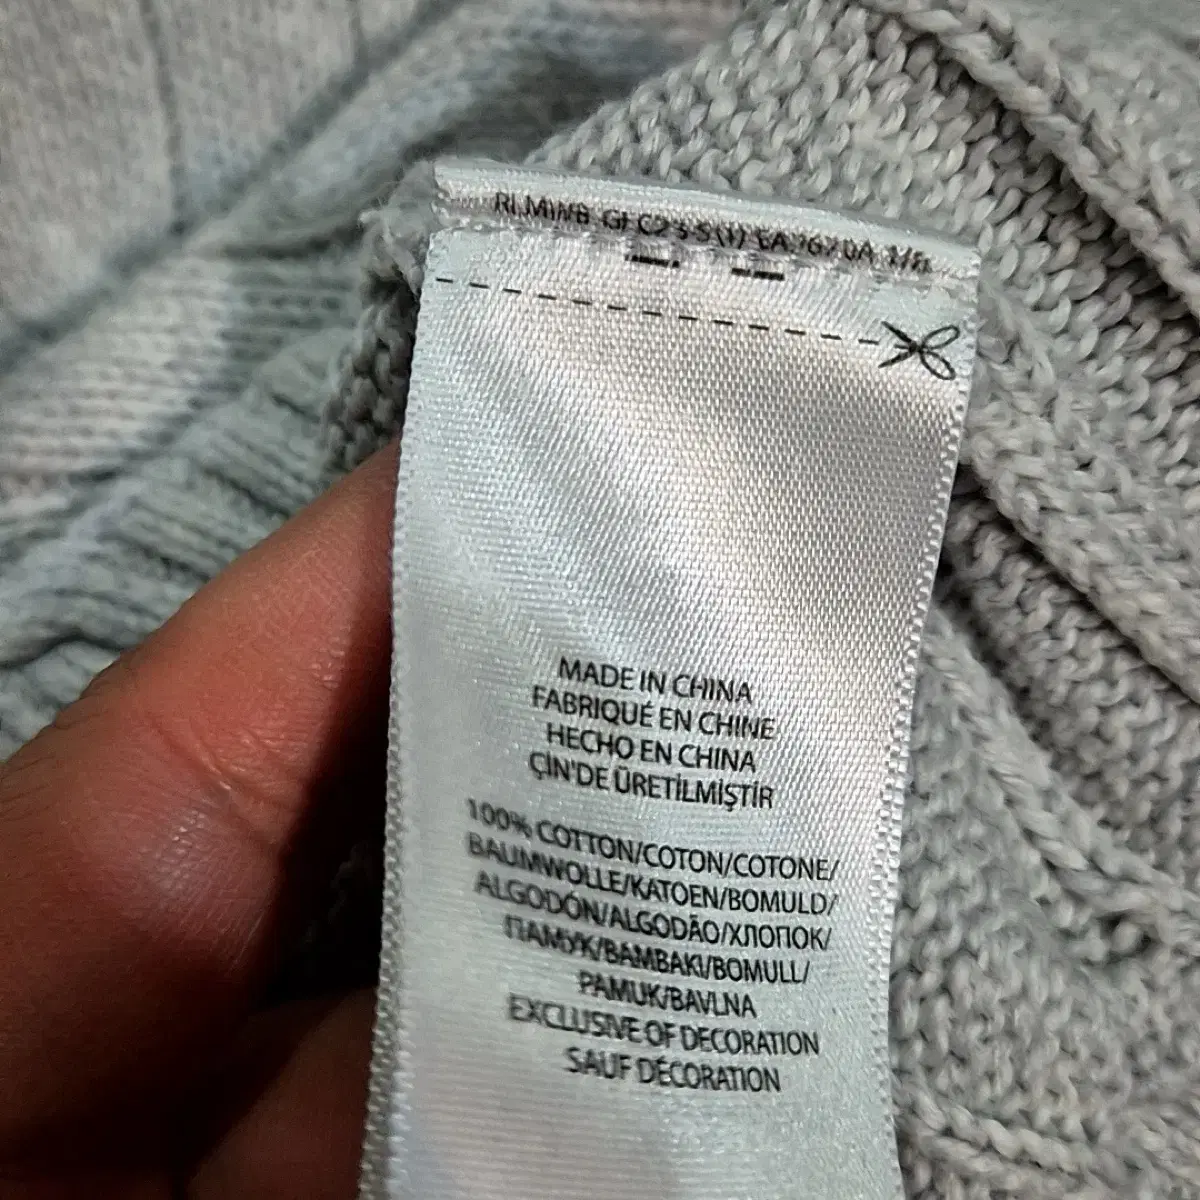 MADE IN CHINA
FABRIQUÉ EN CHINE
HECHO EN CHINA
ÇİN'DE ÜRETİLMİŞTİR
100% COTTON/COTON/COTONE/
BAUMWOLLE/KATOEN/BOMULD/
ALGODÓN/ALGODÃO/ХЛОПОК/
ПАМУК/BAMBAKI/BOMULL/
PAMUK/BAVLNA
EXCLUSIVE OF DECORATION
SAUF DÉCORATION